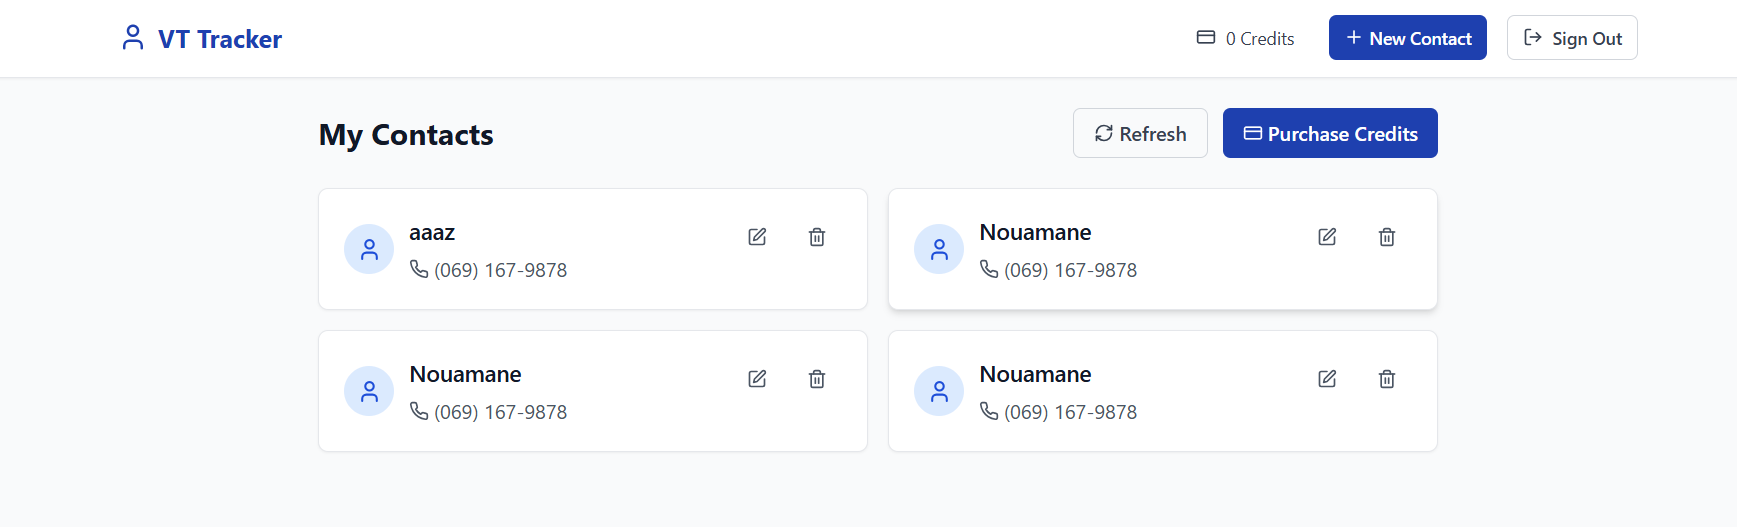 VT Tracker
0 Credits
New Contact
Sign Out
My Contacts
Refresh
Purchase Credits
aaaz
(069) 167-9878
Nouamane
(069) 167-9878
Nouamane
(069) 167-9878
Nouamane
(069) 167-9878